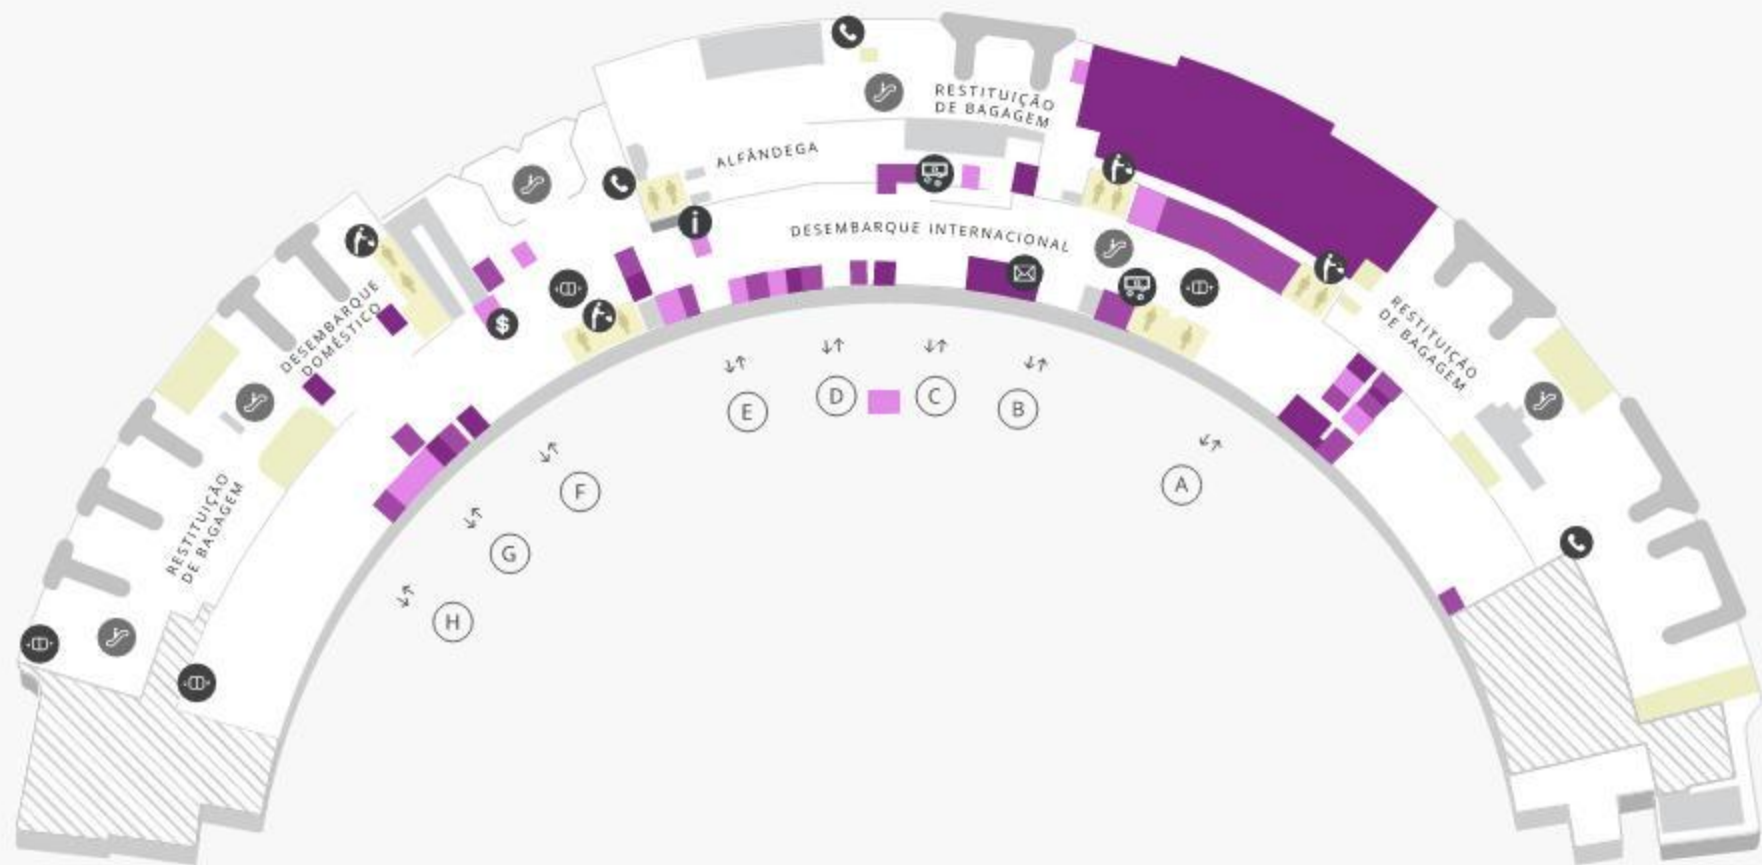 RESTITUIÇÃO
DE BAGAGEM
ALFÂNDEGA
DESEMBARQUE INTERNACIONAL
DESEMBARQUE
DOMÉSTICO
RESTITUIÇÃO
DE BAGAGEM
RESTITUIÇÃO
DE BAGAGEM
i
$
E
D
C
B
F
A
G
H